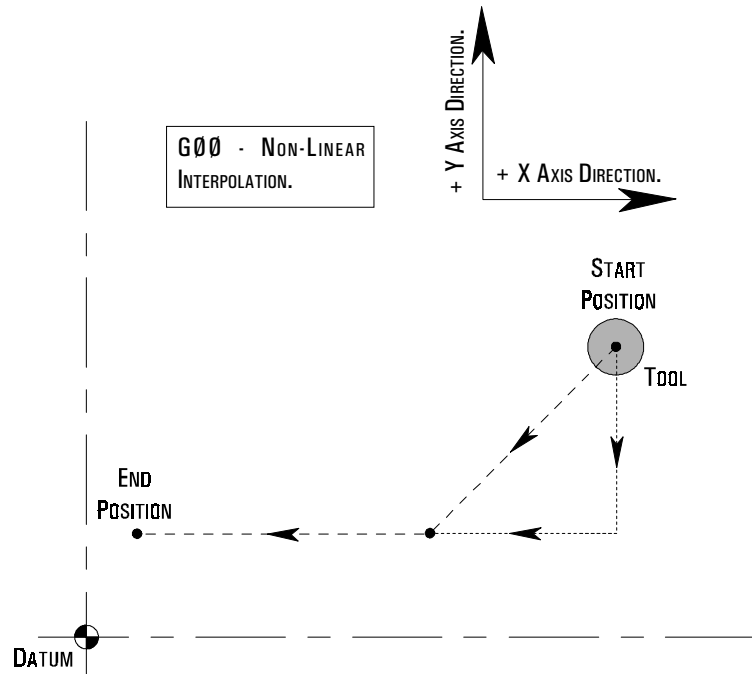 GØØ - Non-Linear
Interpolation.
+ Y Axis Direction.
+ X Axis Direction.
Start
Position
Tool
End
Position
Datum